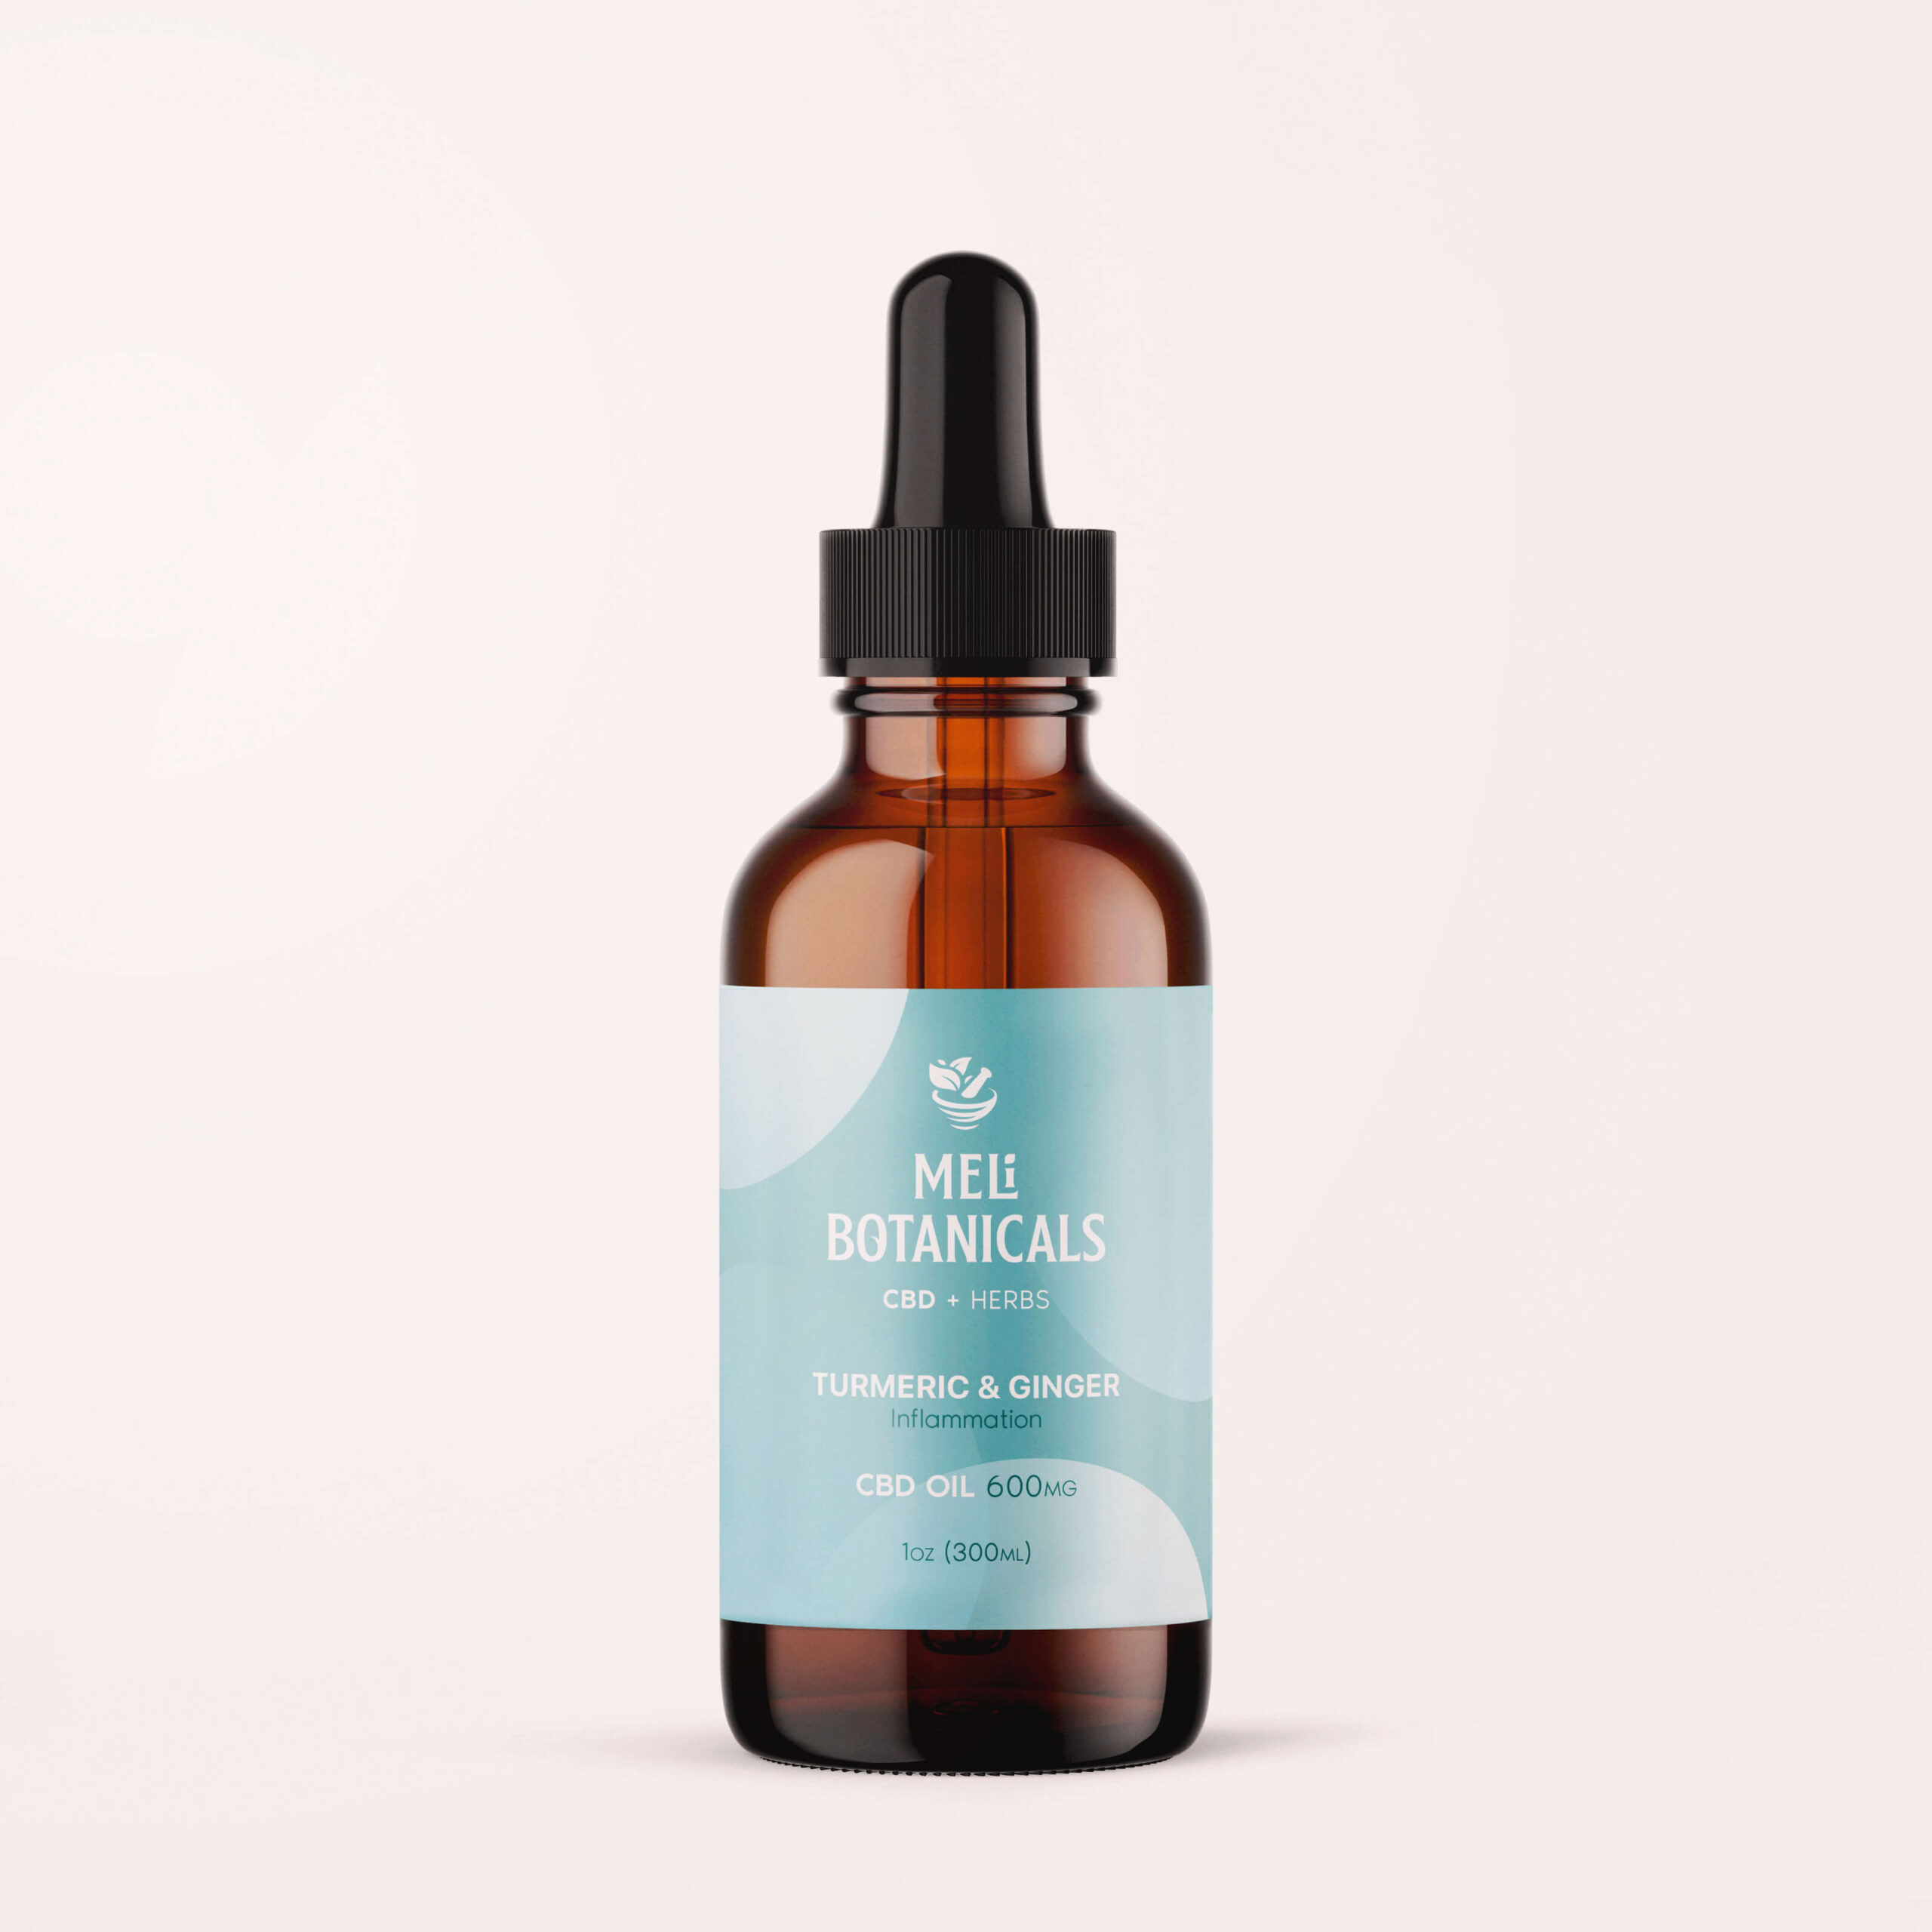 MELi
BOTANICALS
CBD + HERBS
TURMERIC & GINGER
Inflammation
CBD OIL 600MG
1oz (300ML)